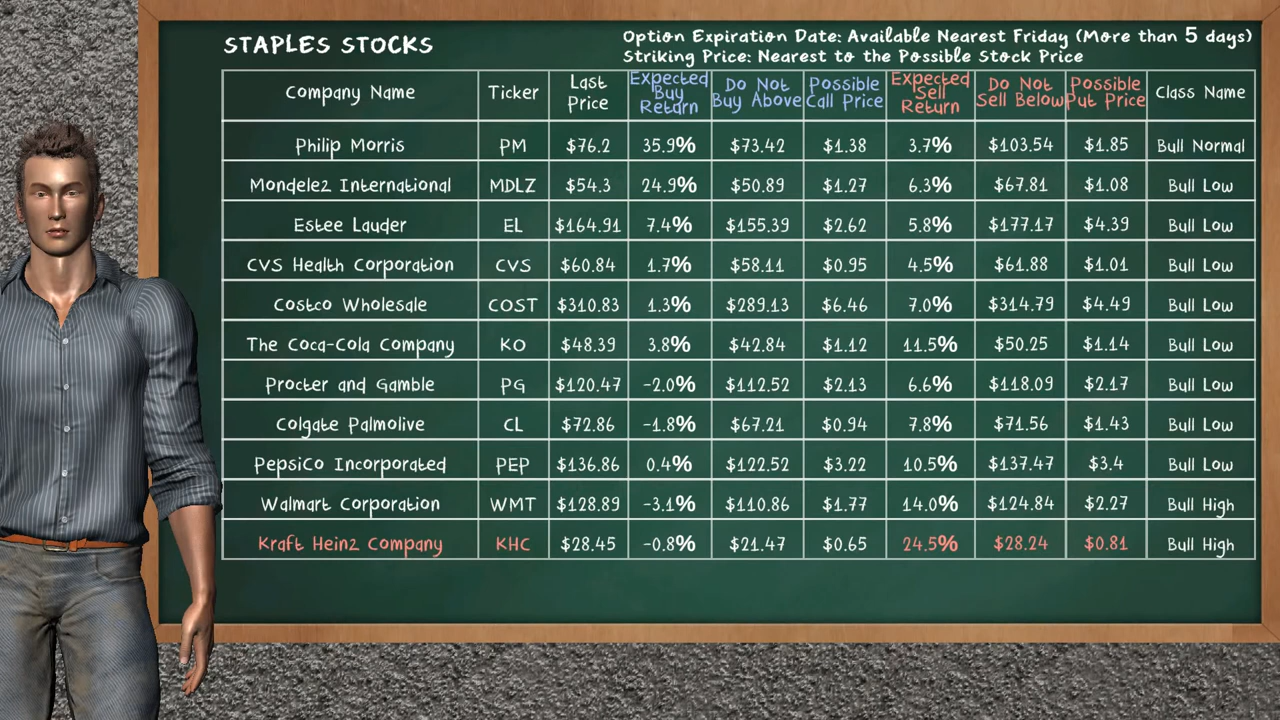 STAPLES STOCKS
Option Expiration Date: Available Nearest Friday (More than 5 days)
Striking Price: Nearest to the Possible Stock Price
Company Name Ticker Last Price Expected Buy Return Do Not Buy Above Possible Call Price Expected Sell Return Do Not Sell Below Possible Put Price Class Name
Philip Morris PM $76.2 35.9% $73.42 $1.38 3.7% $103.54 $1.85 Bull Normal
Mondelez International MDLZ $54.3 24.9% $50.89 $1.27 6.3% $67.81 $1.08 Bull Low
Estee Lauder EL $164.91 7.4% $155.39 $2.62 5.8% $177.17 $4.39 Bull Low
CVS Health Corporation CVS $60.84 1.7% $58.11 $0.95 4.5% $61.88 $1.01 Bull Low
Costco Wholesale COST $310.83 1.3% $289.13 $6.46 7.0% $314.79 $4.49 Bull Low
The Coca-Cola Company KO $48.39 3.8% $42.84 $1.12 11.5% $50.25 $1.14 Bull Low
Procter and Gamble PG $120.47 -2.0% $112.52 $2.13 6.6% $118.09 $2.17 Bull Low
Colgate Palmolive CL $72.86 -1.8% $67.21 $0.94 7.8% $71.56 $1.43 Bull Low
PepsiCo Incorporated PEP $136.86 0.4% $122.52 $3.22 10.5% $137.47 $3.4 Bull Low
Walmart Corporation WMT $128.89 -3.1% $110.86 $1.77 14.0% $124.84 $2.27 Bull High
Kraft Heinz Company KHC $28.45 -0.8% $21.47 $0.65 24.5% $28.24 $0.81 Bull High